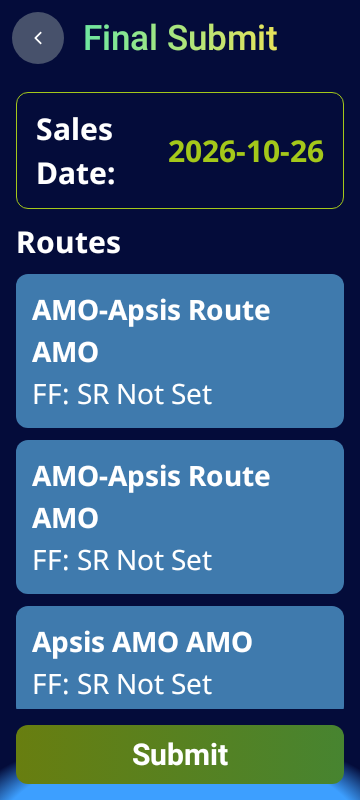 Final Submit
Sales
Date:
2026-10-26
Routes
AMO-Apsis Route
AMO
FF: SR Not Set
AMO-Apsis Route
AMO
FF: SR Not Set
Apsis AMO AMO
FF: SR Not Set
Submit